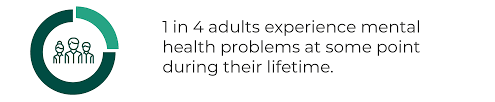 1 in 4 adults experience mental
health problems at some point
during their lifetime.